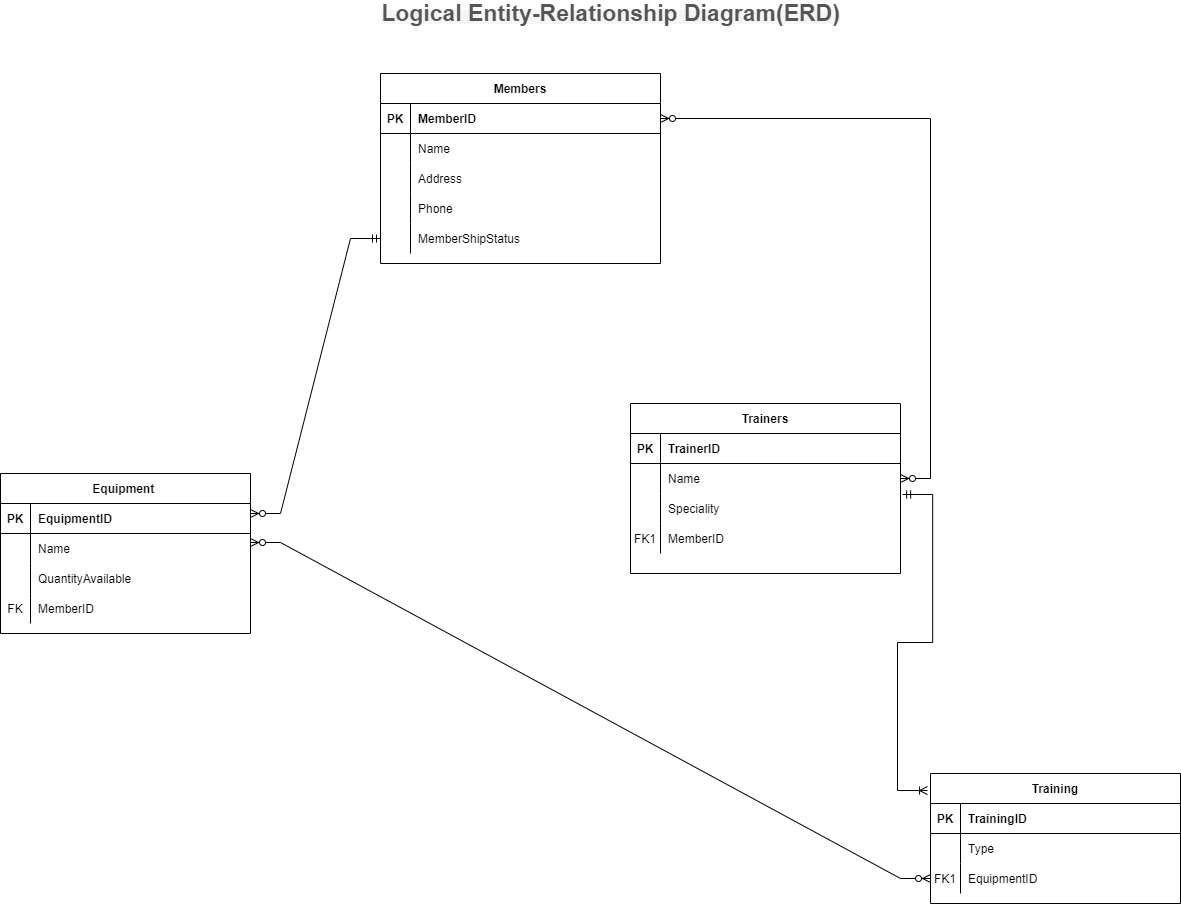 Logical Entity-Relationship Diagram(ERD)
Members
PK MemberID
Name
Address
Phone
MemberShipStatus
Trainers
PK TrainerID
Name
Speciality
FK1 MemberID
Equipment
PK EquipmentID
Name
QuantityAvailable
FK MemberID
Training
PK TrainingID
Type
FK1 EquipmentID